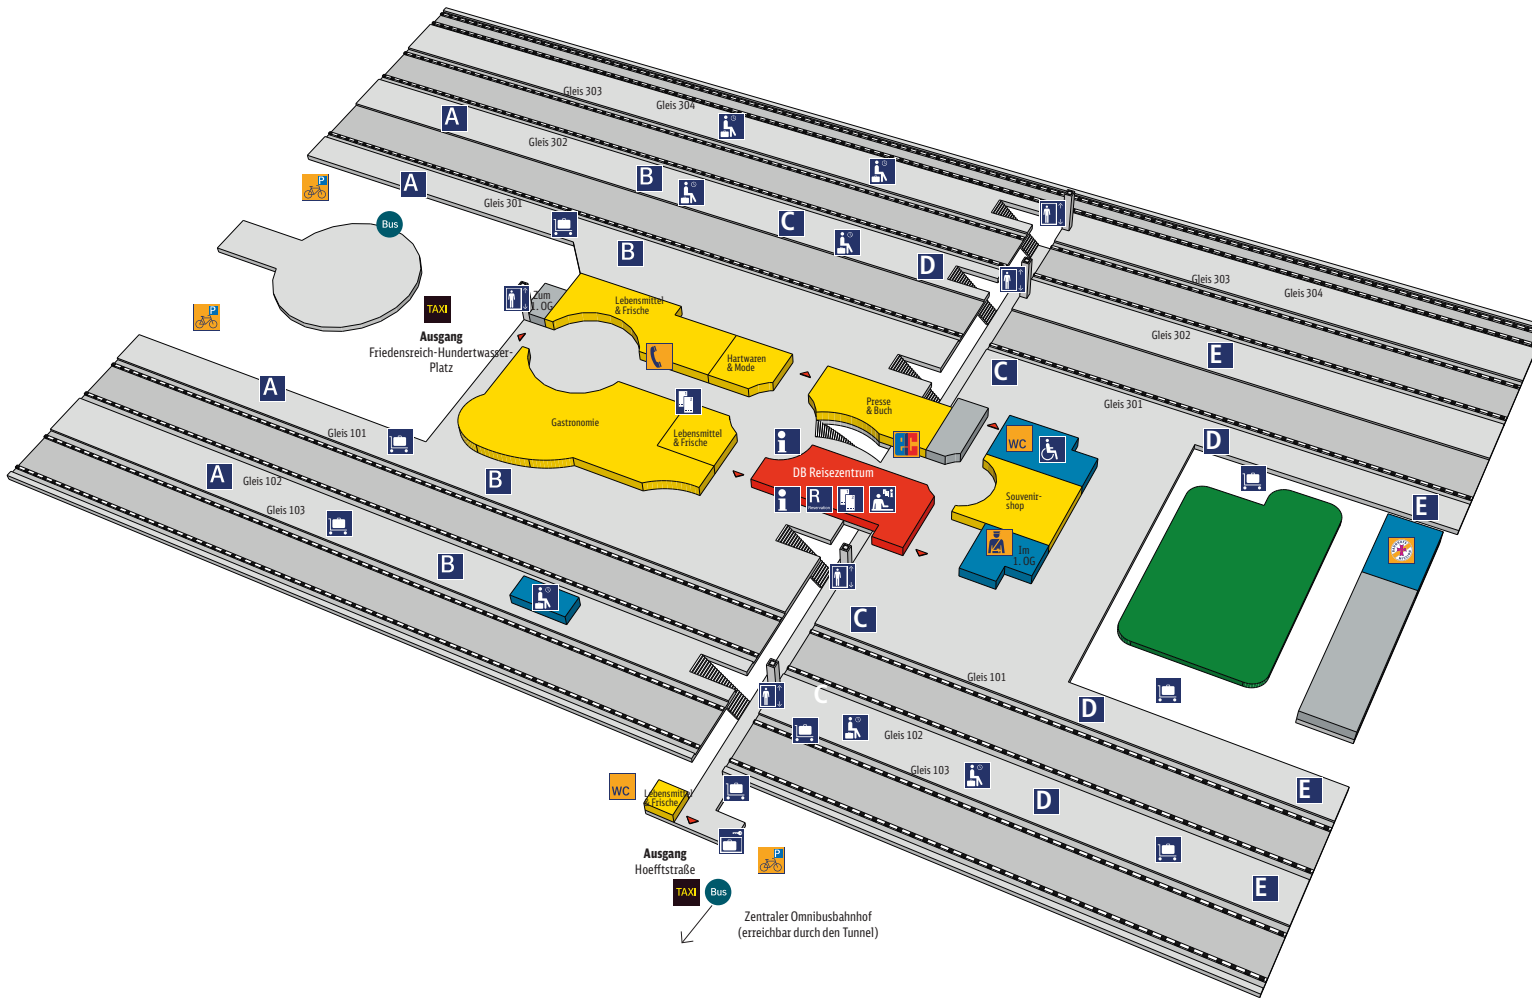 Gleis 303
Gleis 304
A
Gleis 302
B
A
Gleis 301
C
Bus
B
D
Gleis 303
Gleis 304
TAXI
Ausgang
Friedensreich-Hundertwasser-
Platz
Zum
1. OG
Lebensmittel
& Frische
Hartwaren
& Mode
Gleis 302
E
C
Gleis 301
A
Gleis 101
Gastronomie
Lebensmittel
& Frische
Presse
& Buch
WC
D
A
Gleis 102
Gleis 103
B
DB Reisezentrum
R
Reservation
Souvenir-
shop
E
Im
1. OG
B
C
Gleis 101
C
D
Gleis 102
Gleis 103
D
E
E
WC
Lebensmittel
& Frische
Ausgang
Hoefftstraße
TAXI
Bus
Zentraler Omnibusbahnhof
(erreichbar durch den Tunnel)